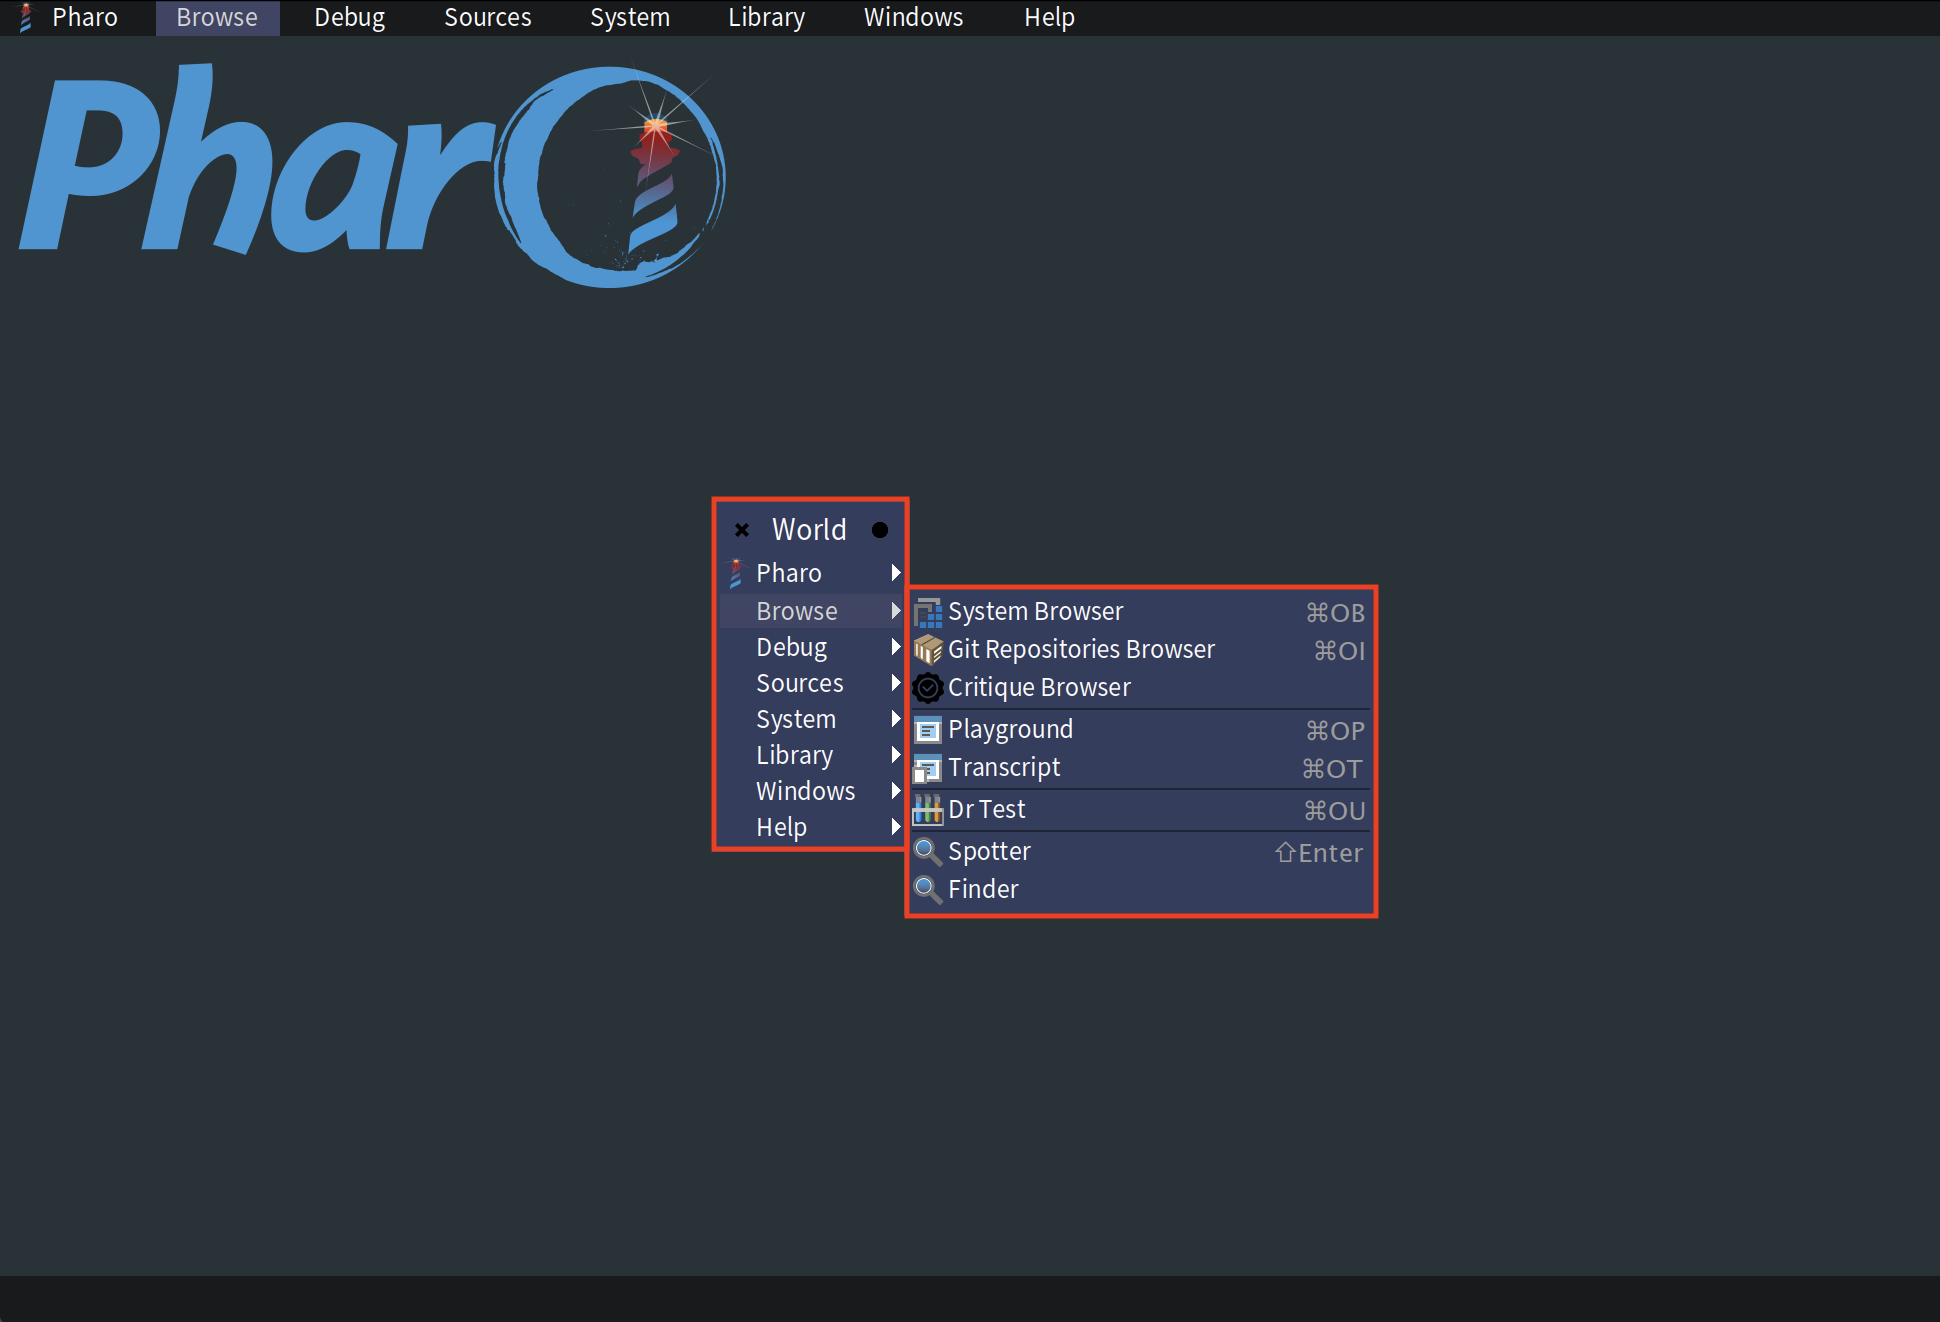 Pharo Browse Debug Sources System Library Windows Help
Pharo
World
Pharo
Browse
Debug
Sources
System
Library
Windows
Help
System Browser ⌘OB
Git Repositories Browser ⌘OI
Critique Browser
Playground ⌘OP
Transcript ⌘OT
Dr Test ⌘OU
Spotter ⇧Enter
Finder